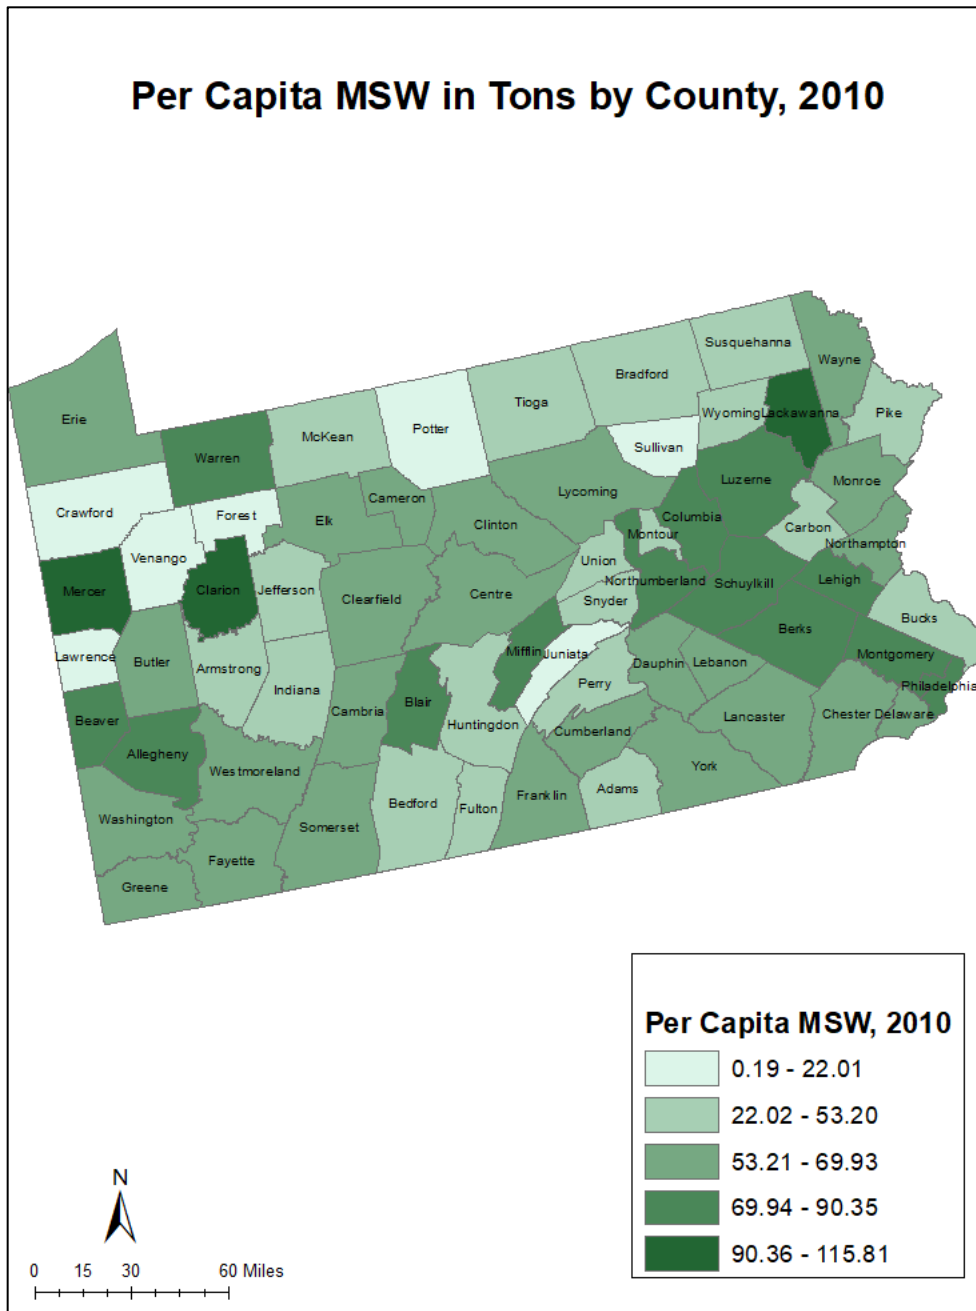 Per Capita MSW in Tons by County, 2010
Susquehanna
Wayne
Bradford
Tioga
Erie
Wyoming
Lackawanna
Pike
Potter
McKean
Sullivan
Warren
Luzerne
Monroe
Lycoming
Cameron
Crawford
Forest
Elk
Columbia
Clinton
Carbon
Montour
Northampton
Venango
Union
Northumberland
Schuylkill
Lehigh
Mercer
Clarion
Jefferson
Clearfield
Centre
Snyder
Bucks
Berks
Mifflin
Juniata
Montgomery
Lawrence
Butler
Armstrong
Dauphin
Lebanon
Perry
Philadelphia
Indiana
Blair
Cambria
Huntingdon
Beaver
Lancaster
Chester
Delaware
Cumberland
Allegheny
Westmoreland
York
Adams
Franklin
Bedford
Fulton
Washington
Somerset
Fayette
Greene
Per Capita MSW, 2010
0.19 - 22.01
22.02 - 53.20
53.21 - 69.93
69.94 - 90.35
90.36 - 115.81
N
0 15 30 60 Miles